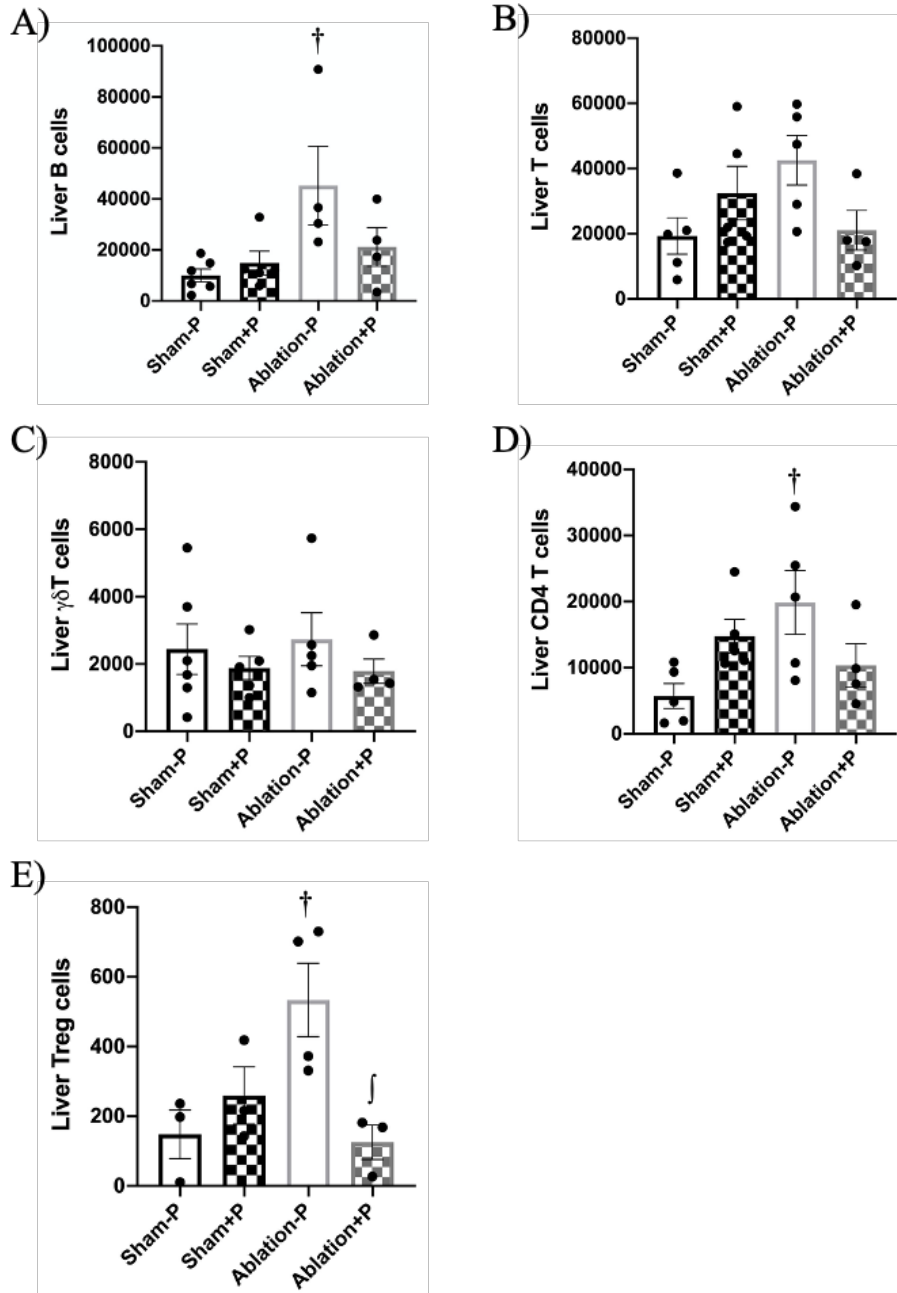 A)
Liver B cells
100000
80000
60000
40000
20000
0
†
Sham-P
Sham+P
Ablation-P
Ablation+P
B)
Liver T cells
80000
60000
40000
20000
0
Sham-P
Sham+P
Ablation-P
Ablation+P
C)
Liver γδT cells
8000
6000
4000
2000
0
Sham-P
Sham+P
Ablation-P
Ablation+P
D)
Liver CD4 T cells
40000
30000
20000
10000
0
†
Sham-P
Sham+P
Ablation-P
Ablation+P
E)
Liver Treg cells
800
600
400
200
0
†
∫
Sham-P
Sham+P
Ablation-P
Ablation+P